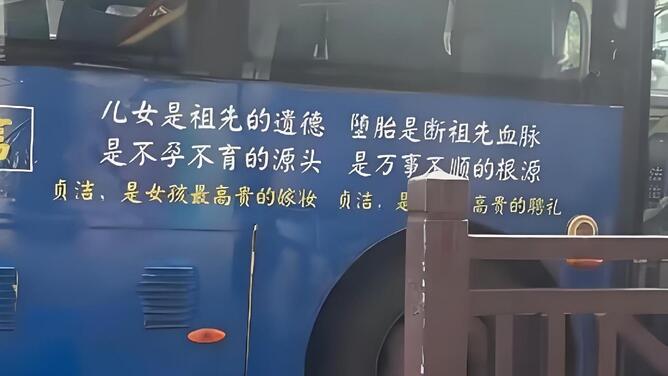 儿女是祖先的遗德 堕胎是断祖先血脉
是不孕不育的源头 是万事不顺的根源
贞洁,是女孩最高贵的嫁妆 贞洁,是 高贵的聘礼